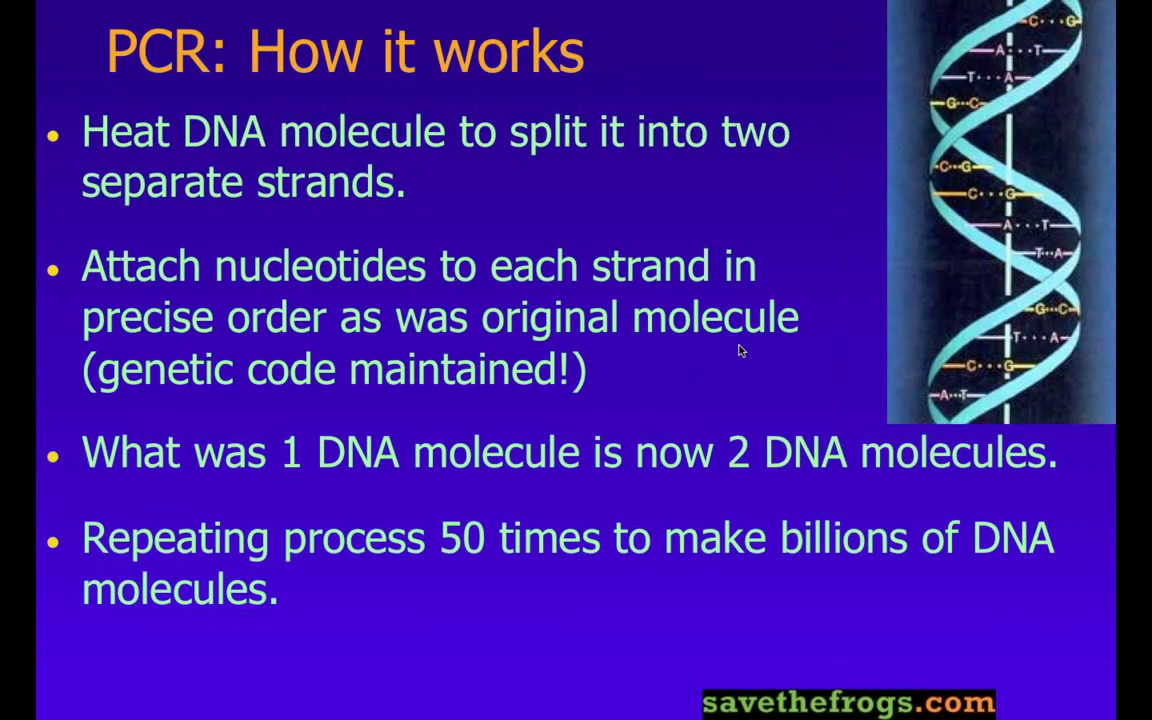 PCR: How it works
• Heat DNA molecule to split it into two
separate strands.
• Attach nucleotides to each strand in
precise order as was original molecule
(genetic code maintained!)
• What was 1 DNA molecule is now 2 DNA molecules.
• Repeating process 50 times to make billions of DNA
molecules.
C···G
A···T
T···A
G···C
C···G
C···G
A···T
T···A
G···C
T···A
C···G
A···T
savethefrogs.com